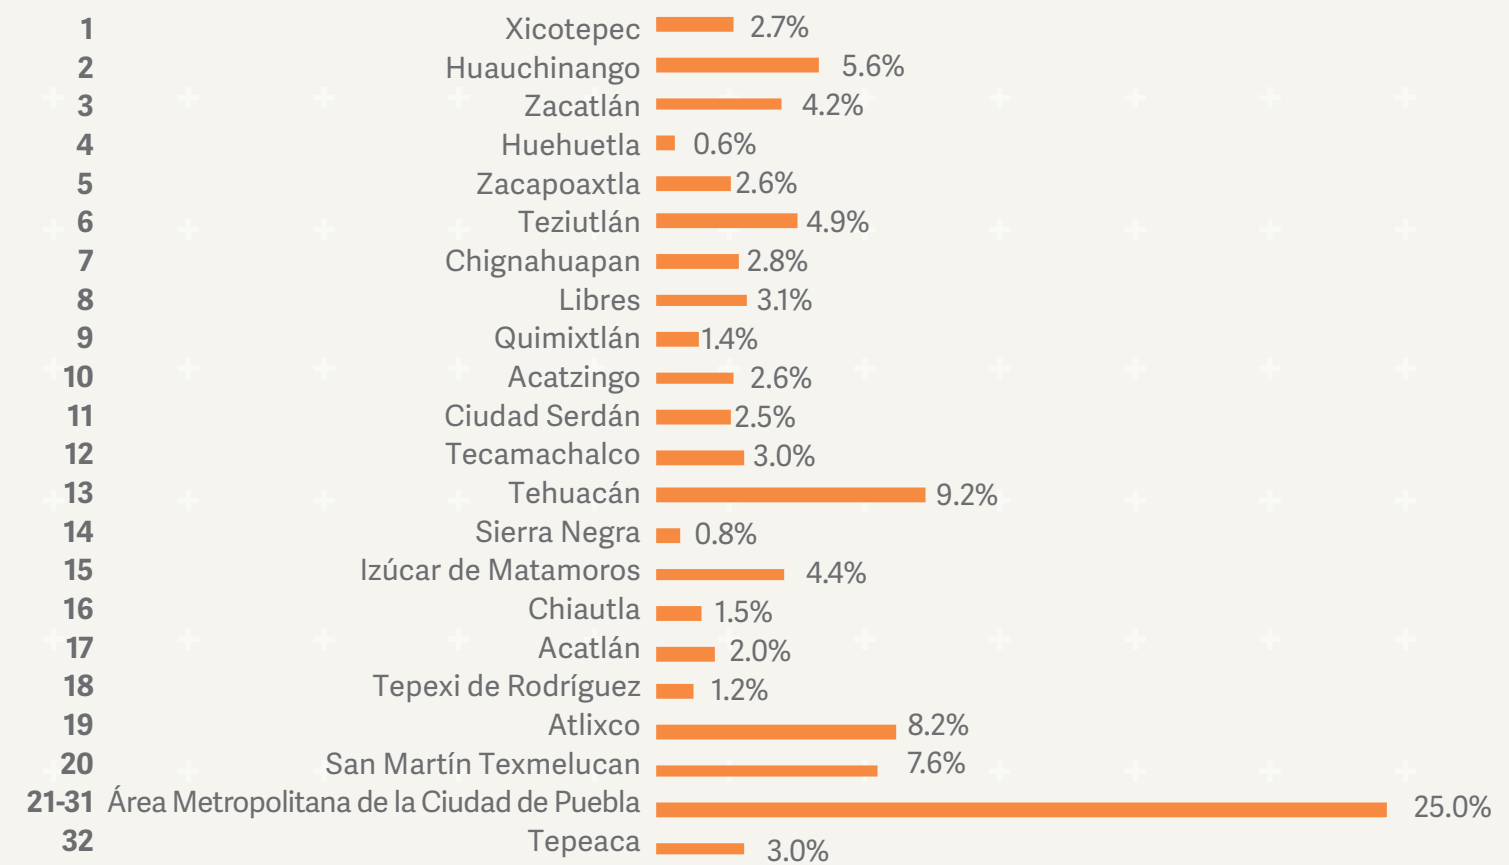 1 Xicotepec 2.7%
2 Huauchinango 5.6%
3 Zacatlán 4.2%
4 Huehuetla 0.6%
5 Zacapoaxtla 2.6%
6 Teziutlán 4.9%
7 Chignahuapan 2.8%
8 Libres 3.1%
9 Quimixtlán 1.4%
10 Acatzingo 2.6%
11 Ciudad Serdán 2.5%
12 Tecamachalco 3.0%
13 Tehuacán 9.2%
14 Sierra Negra 0.8%
15 Izúcar de Matamoros 4.4%
16 Chiautla 1.5%
17 Acatlán 2.0%
18 Tepexi de Rodríguez 1.2%
19 Atlixco 8.2%
20 San Martín Texmelucan 7.6%
21-31 Área Metropolitana de la Ciudad de Puebla 25.0%
32 Tepeaca 3.0%